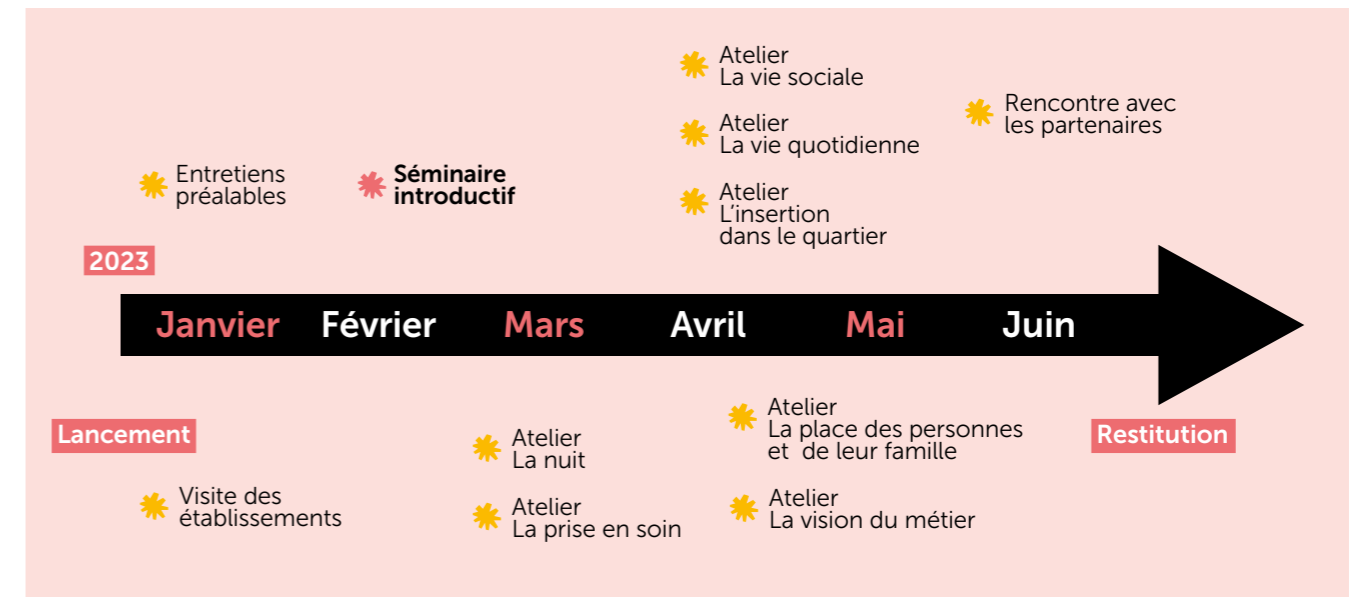 Atelier
La vie sociale
Atelier
La vie quotidienne
Atelier
L'insertion
dans le quartier
Rencontre avec
les partenaires
Entretiens
préalables
Séminaire
introductif
2023
Janvier Février Mars Avril Mai Juin
Lancement
Restitution
Visite des
établissements
Atelier
La nuit
Atelier
La prise en soin
Atelier
La place des personnes
et de leur famille
Atelier
La vision du métier